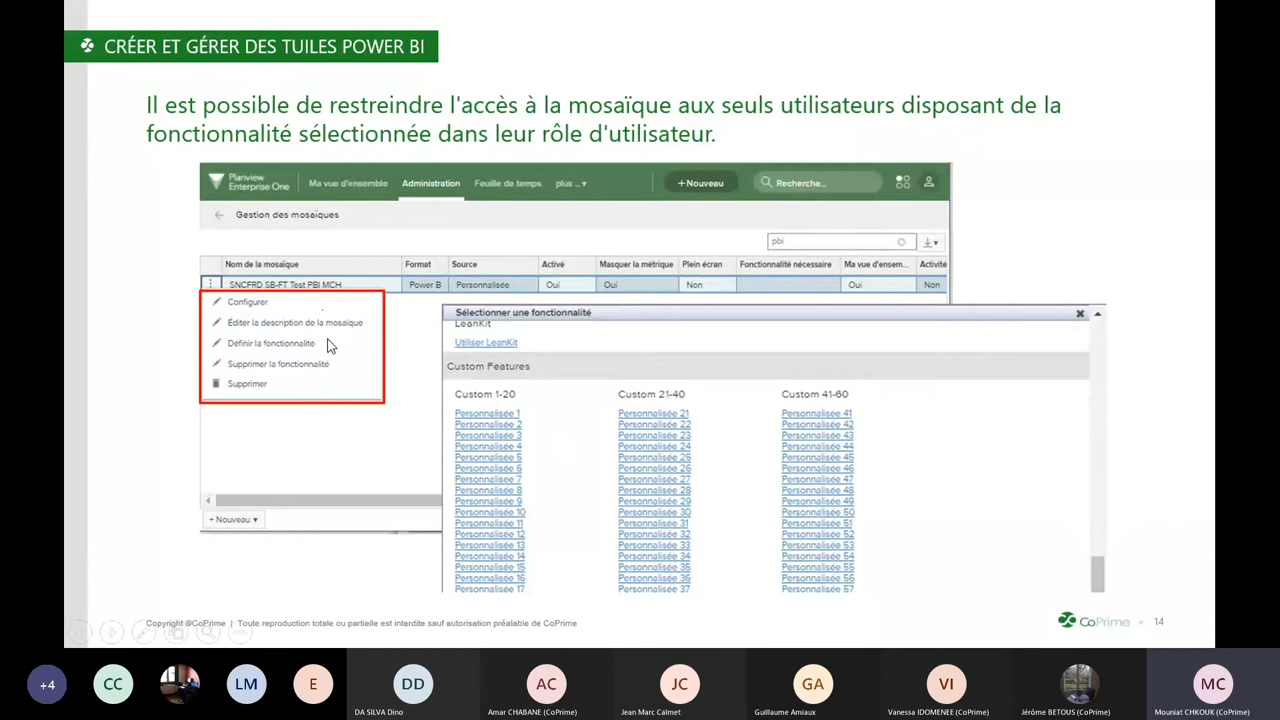 CRÉER ET GÉRER DES TUILES POWER BI
Il est possible de restreindre l'accès à la mosaïque aux seuls utilisateurs disposant de la
fonctionnalité sélectionnée dans leur rôle d'utilisateur.
Planview
Enterprise One
Ma vue d'ensemble
Administration
Feuille de temps
plus ...▾
+Nouveau
Recherche...
Gestion des mosaïques
pbi
Nom de la mosaïque
Format
Source
Activé
Masquer la métrique
Plein écran
Fonctionnalité nécessaire
Ma vue d'ensem...
Activité
SNCFRD SB-FT Test PBI MCH
Power B
Personnalisée
Oui
Oui
Non
Oui
Non
Configurer
Éditer la description de la mosaïque
Définir la fonctionnalité
Supprimer la fonctionnalité
Supprimer
+ Nouveau ▾
Sélectionner une fonctionnalité
LeanKit
Utiliser LeanKit
Custom Features
Custom 1-20
Personnalisée 1
Personnalisée 2
Personnalisée 3
Personnalisée 4
Personnalisée 5
Personnalisée 6
Personnalisée 7
Personnalisée 8
Personnalisée 9
Personnalisée 10
Personnalisée 11
Personnalisée 12
Personnalisée 13
Personnalisée 14
Personnalisée 15
Personnalisée 16
Personnalisée 17
Custom 21-40
Personnalisée 21
Personnalisée 22
Personnalisée 23
Personnalisée 24
Personnalisée 25
Personnalisée 26
Personnalisée 27
Personnalisée 28
Personnalisée 29
Personnalisée 30
Personnalisée 31
Personnalisée 32
Personnalisée 33
Personnalisée 34
Personnalisée 35
Personnalisée 36
Personnalisée 37
Custom 41-60
Personnalisée 41
Personnalisée 42
Personnalisée 43
Personnalisée 44
Personnalisée 45
Personnalisée 46
Personnalisée 47
Personnalisée 48
Personnalisée 49
Personnalisée 50
Personnalisée 51
Personnalisée 52
Personnalisée 53
Personnalisée 54
Personnalisée 55
Personnalisée 56
Personnalisée 57
Copyright @CoPrime | Toute reproduction totale ou partielle est interdite sauf autorisation préalable de CoPrime
CoPrime
14
+4
CC
LM
E
DD
DA SILVA Dino
AC
Amar CHABANE (CoPrime)
JC
Jean Marc Calmet
GA
Guillaume Amiaux
VI
Vanessa IDOMENEE (CoPrime)
Jérôme BETOUS (CoPrime)
MC
Mouniat CHKOUK (CoPrime)